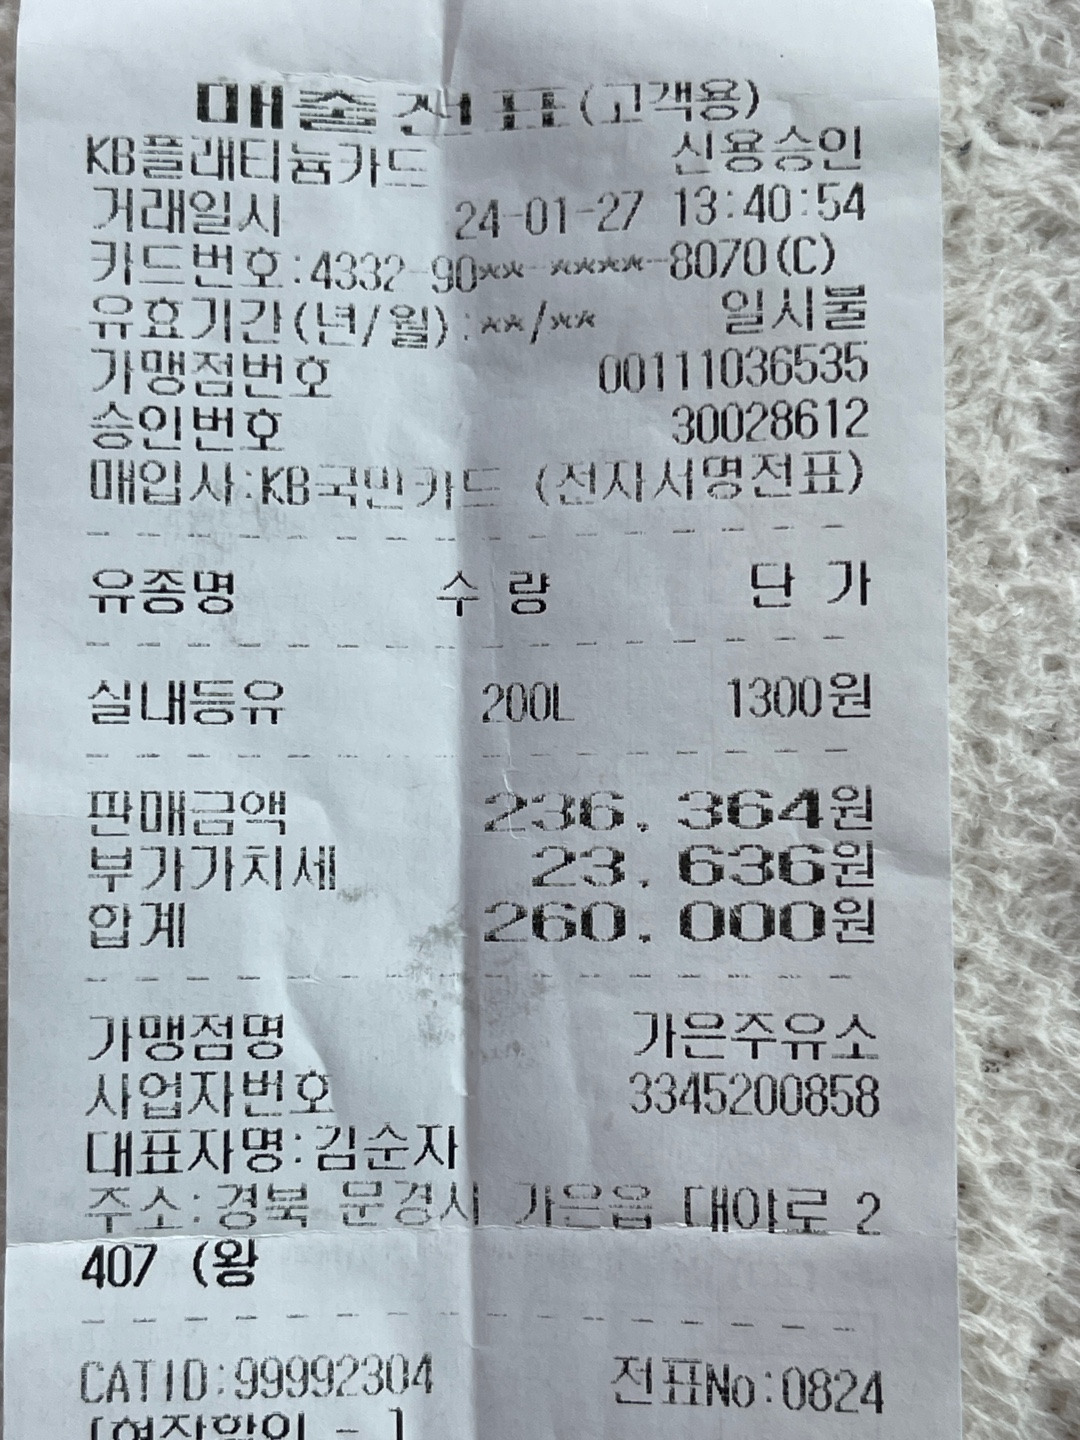 매출전표(고객용)
KB플래티늄카드 신용승인
거래일시 24-01-27 13:40:54
카드번호:4332-90**-****-8070(C)
유효기간(년/월):**/** 일시불
가맹점번호 00111036535
승인번호 30028612
매입사:KB국민카드 (전자서명전표)
유종명 수 량 단 가
실내등유 200L 1300원
판매금액 236,364원
부가가치세 23,636원
합계 260,000원
가맹점명 가은주유소
사업자번호 3345200858
대표자명:김순자
주소:경북 문경시 가은읍 대야로 2
407 (왕
CATID:99992304 전표No:0824
[현장할인 - ]